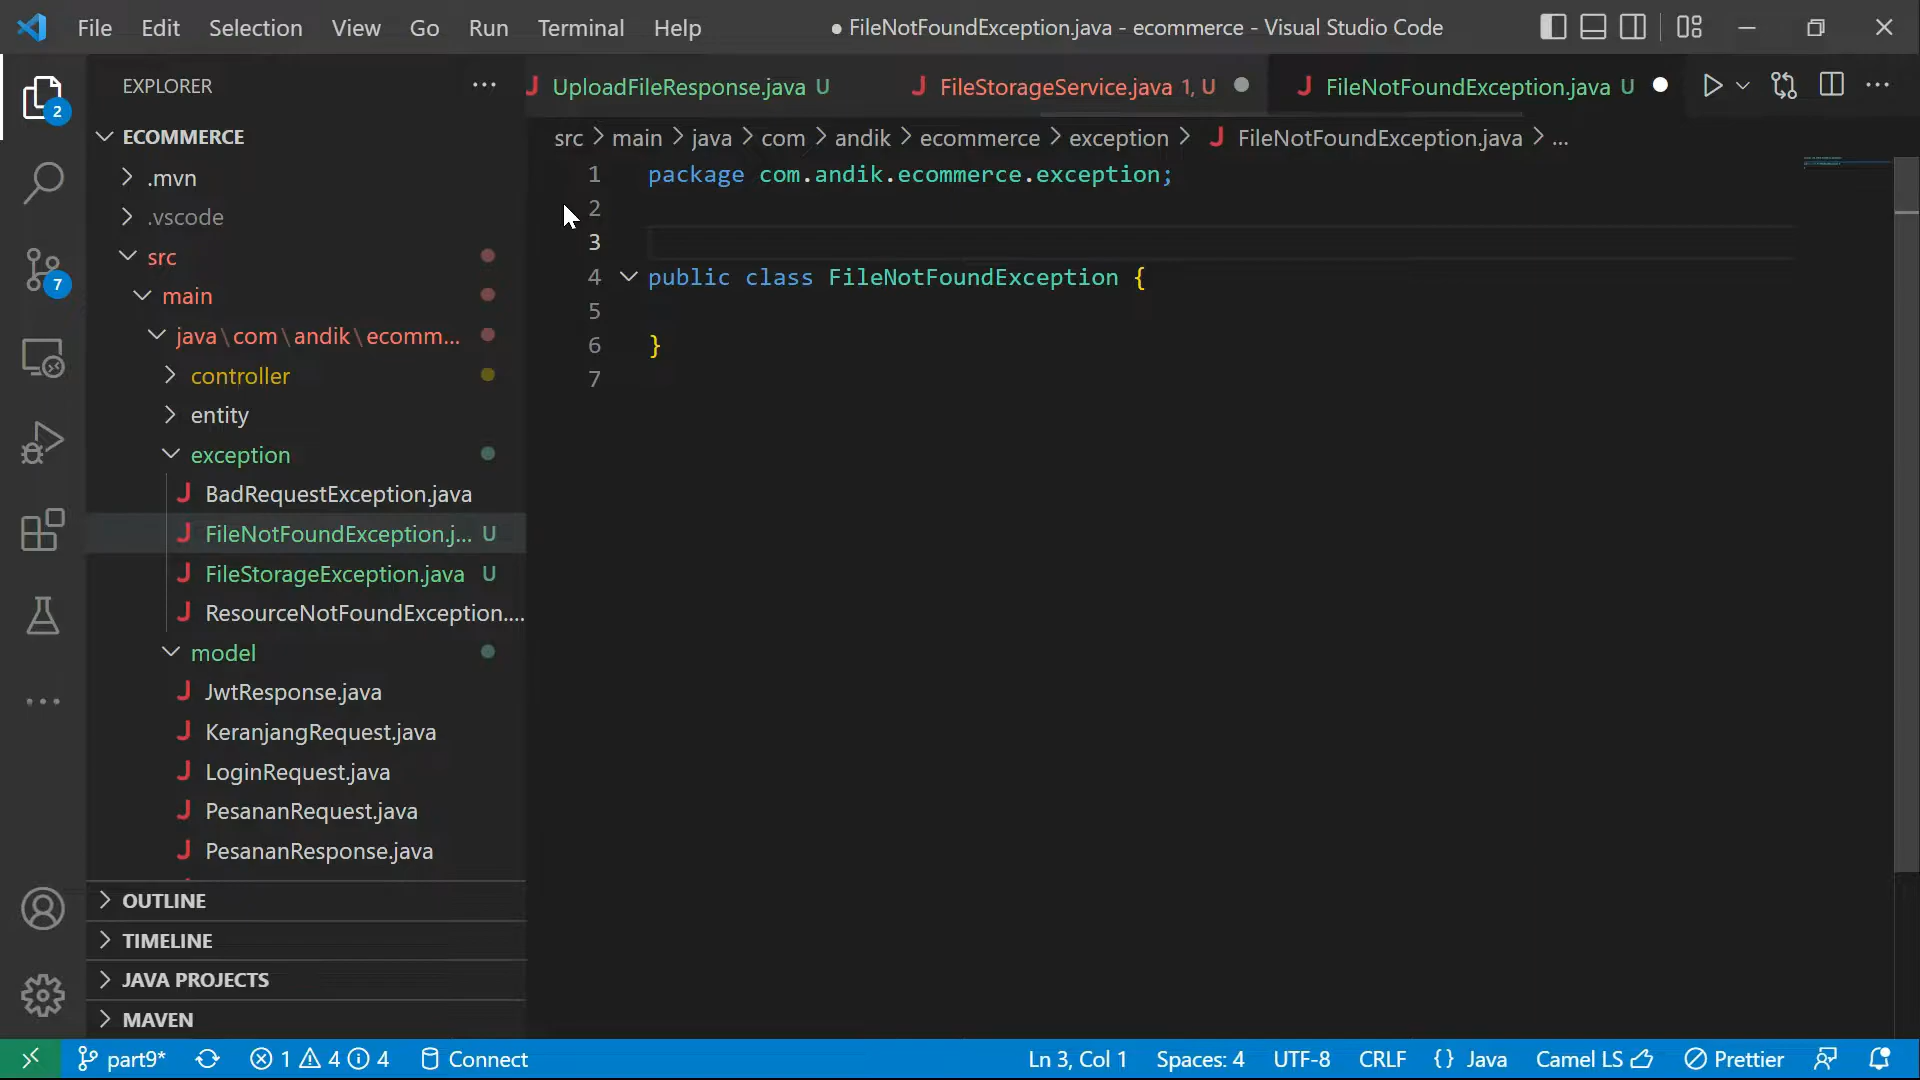 File Edit Selection View Go Run Terminal Help
● FileNotFoundException.java - ecommerce - Visual Studio Code
EXPLORER
UploadFileResponse.java U
FileStorageService.java 1, U
FileNotFoundException.java U
2
ECOMMERCE
src > main > java > com > andik > ecommerce > exception > FileNotFoundException.java > ...
.mvn
.vscode
src
main
java\com\andik\ecomm...
controller
entity
exception
BadRequestException.java
FileNotFoundException.j... U
FileStorageException.java U
ResourceNotFoundException....
model
JwtResponse.java
KeranjangRequest.java
LoginRequest.java
PesananRequest.java
PesananResponse.java
7
OUTLINE
TIMELINE
JAVA PROJECTS
MAVEN
1 package com.andik.ecommerce.exception;
2
3
4 public class FileNotFoundException {
5
6 }
7
part9* 1 4 4 Connect
Ln 3, Col 1 Spaces: 4 UTF-8 CRLF {} Java Camel LS Prettier